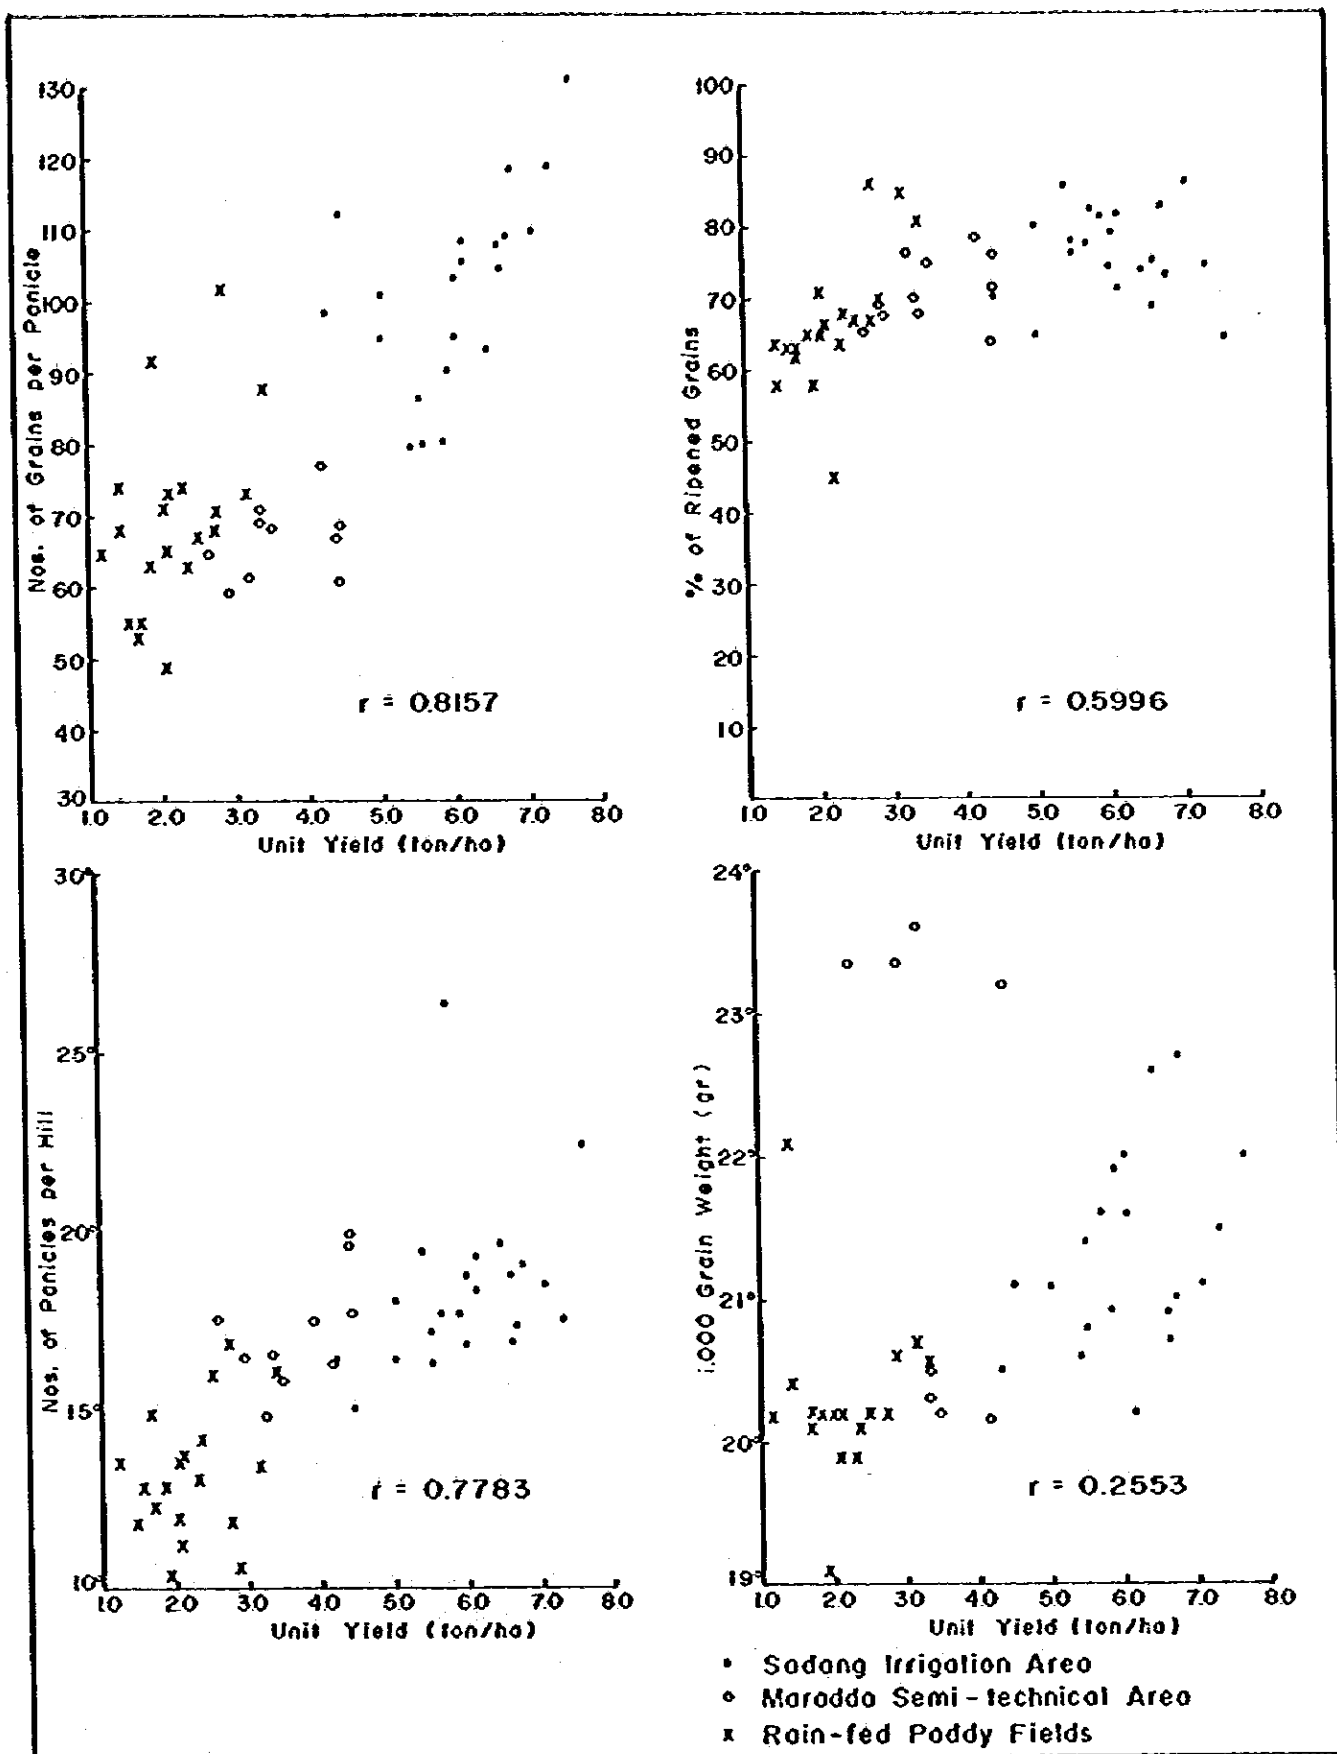 130
120
110
100
90
80
70
60
50
40
30
Nos. of Grains per Panicle
r = 0.8157
1.0 2.0 3.0 4.0 5.0 6.0 7.0 8.0
Unit Yield (ton/ha)
100
90
80
70
60
50
40
30
20
10
% of Ripened Grains
r = 0.5996
1.0 2.0 3.0 4.0 5.0 6.0 7.0 8.0
Unit Yield (ton/ha)
30°
25°
20°
15°
10°
Nos. of Panicles per Hill
r = 0.7783
1.0 2.0 3.0 4.0 5.0 6.0 7.0 8.0
Unit Yield (ton/ha)
24°
23°
22°
21°
20°
19°
1.000 Grain Weight (gr)
r = 0.2553
1.0 2.0 3.0 4.0 5.0 6.0 7.0 8.0
Unit Yield (ton/ha)
Sadang Irrigation Area
Maroddo Semi-technical Area
Rain-fed Paddy Fields